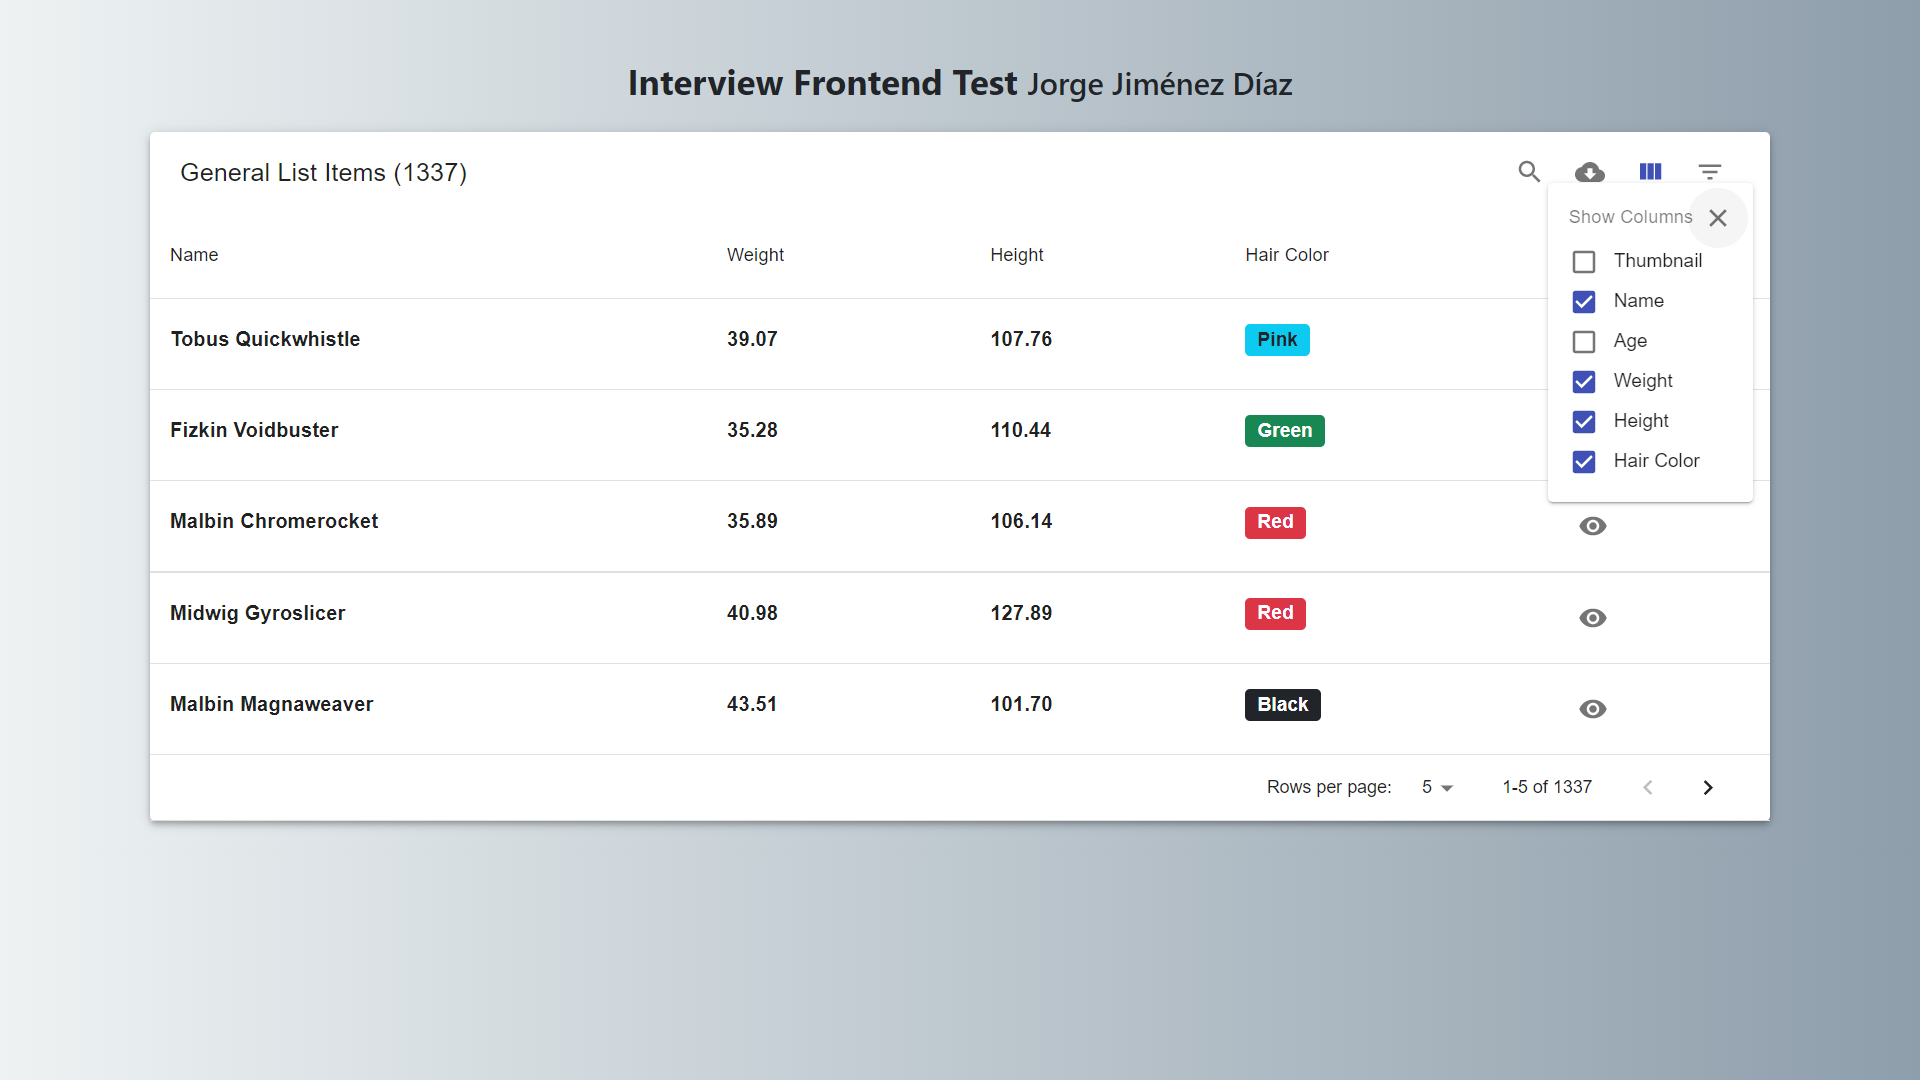 Interview Frontend Test Jorge Jiménez Díaz
General List Items (1337)
Show Columns
Thumbnail
Name
Age
Weight
Height
Hair Color
Name Weight Height Hair Color
Tobus Quickwhistle 39.07 107.76 Pink
Fizkin Voidbuster 35.28 110.44 Green
Malbin Chromerocket 35.89 106.14 Red
Midwig Gyroslicer 40.98 127.89 Red
Malbin Magnaweaver 43.51 101.70 Black
Rows per page: 5 1-5 of 1337